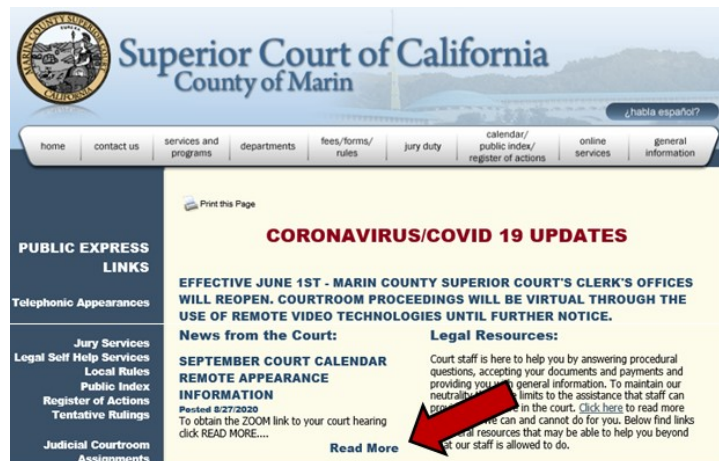 Superior Court of California
County of Marin
¿habla español?
home
contact us
services and
programs
departments
fees/forms/
rules
jury duty
calendar/
public index/
register of actions
online
services
general
information
Print this Page
CORONAVIRUS/COVID 19 UPDATES
PUBLIC EXPRESS
LINKS
Telephonic Appearances
Jury Services
Legal Self Help Services
Local Rules
Public Index
Register of Actions
Tentative Rulings
Judicial Courtroom
Assignments
EFFECTIVE JUNE 1ST - MARIN COUNTY SUPERIOR COURT'S CLERK'S OFFICES
WILL REOPEN. COURTROOM PROCEEDINGS WILL BE VIRTUAL THROUGH THE
USE OF REMOTE VIDEO TECHNOLOGIES UNTIL FURTHER NOTICE.
News from the Court:
SEPTEMBER COURT CALENDAR
REMOTE APPEARANCE
INFORMATION
Posted 8/27/2020
To obtain the ZOOM link to your court hearing
click READ MORE....
Read More
Legal Resources:
Court staff is here to help you by answering procedural
questions, accepting your documents and payments and
providing you with general information. To maintain our
neutrality limits to the assistance that staff can
in the court. Click here to read more
we can and cannot do for you. Below find links
resources that may be able to help you beyond
our staff is allowed to do.